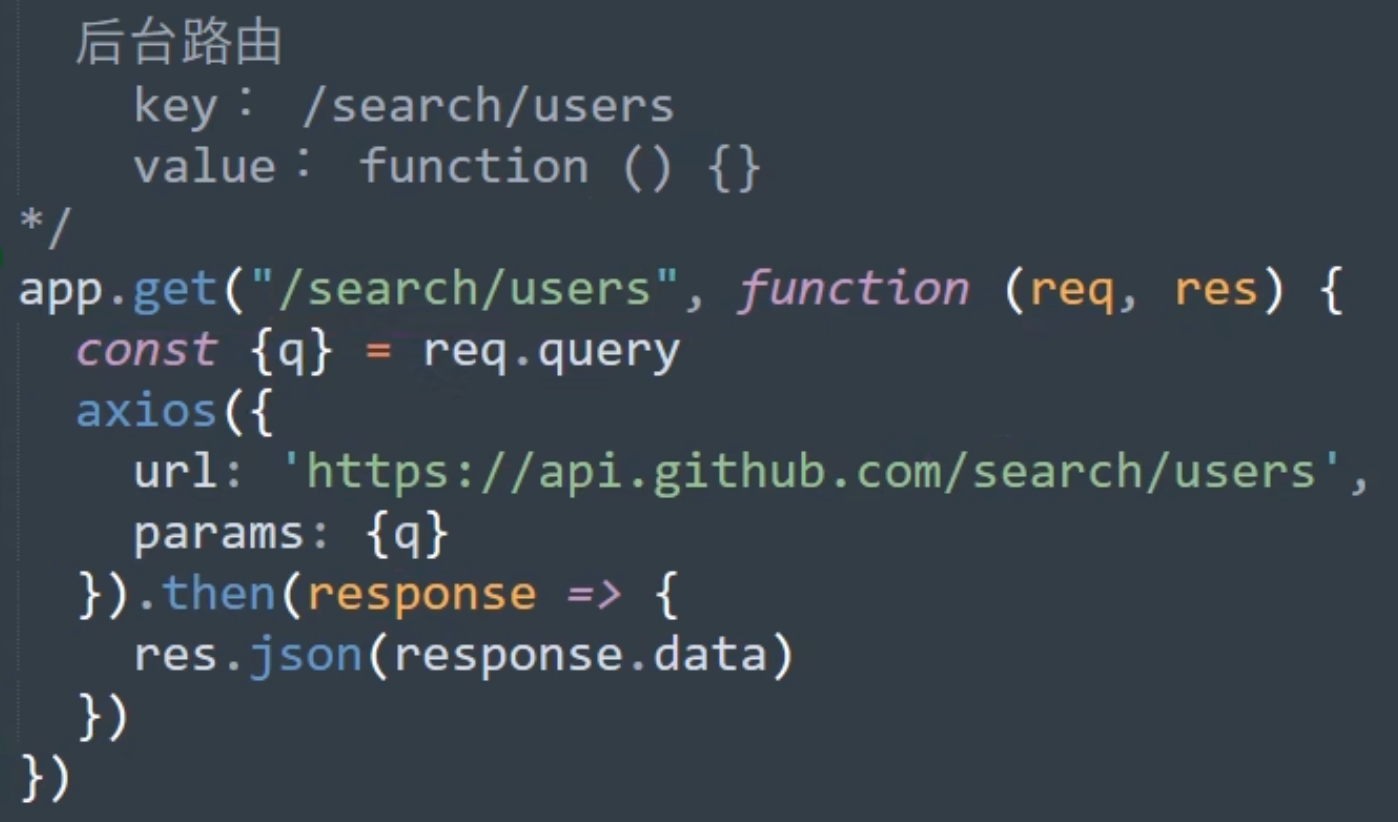 后台路由
key： /search/users
value： function () {}
*/
app.get("/search/users", function (req, res) {
const {q} = req.query
axios({
url: 'https://api.github.com/search/users',
params: {q}
}).then(response => {
res.json(response.data)
})
})